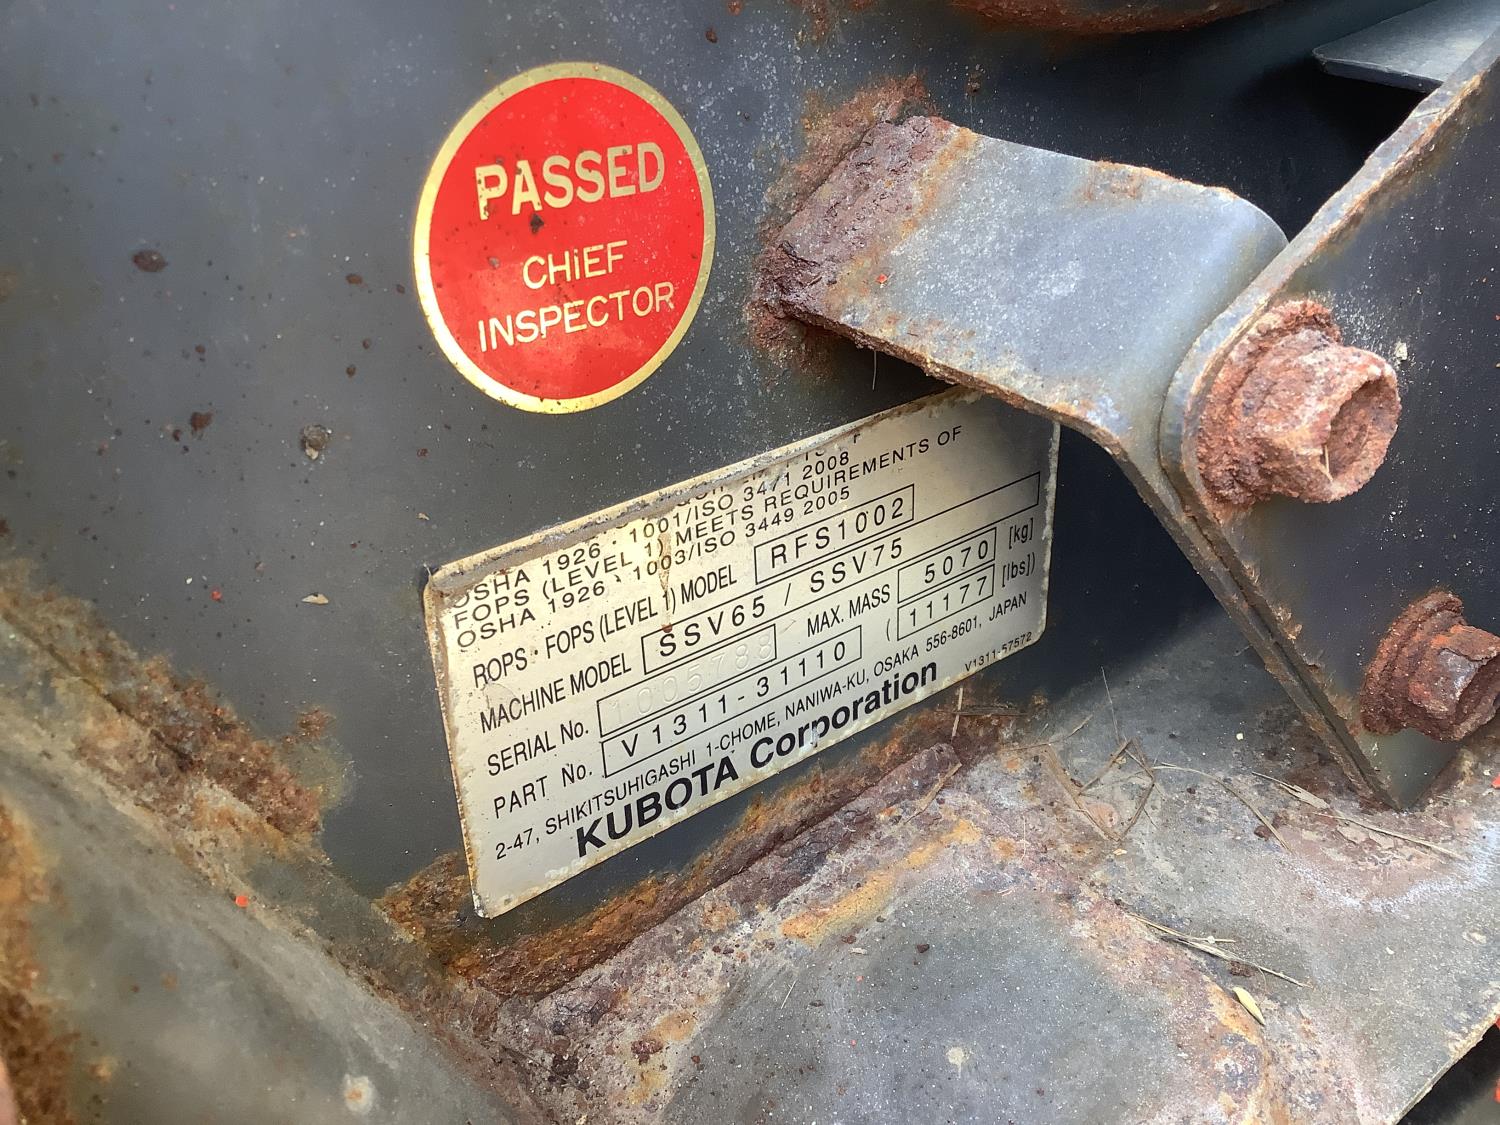 PASSED
CHiEF
INSPECTOR
OSHA 1926 · 1001/ISO 3471 2008
FOPS (LEVEL 1) MEETS REQUIREMENTS OF
OSHA 1926 · 1003/ISO 3449 2005
ROPS · FOPS (LEVEL 1) MODEL RFS1002
MACHINE MODEL SSV65 / SSV75
SERIAL No. 1005788 MAX. MASS 5070 [kg]
PART No. V1311-31110 ( 11177 [lbs])
2-47, SHIKITSUHIGASHI 1-CHOME, NANIWA-KU, OSAKA 556-8601, JAPAN
KUBOTA Corporation V1311-57572